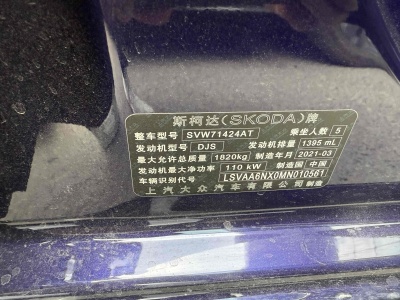 斯柯达(SKODA)牌
整车型号 SVW71424AT 乘坐人数 5
发动机型号 DJS 发动机排量 1395 mL
最大允许总质量 1820kg 制造年月 2021-03
发动机最大净功率 110 kW 制造国 中国
车辆识别代号 LSVAA6NX0MN010561
上汽大众汽车有限公司 制造